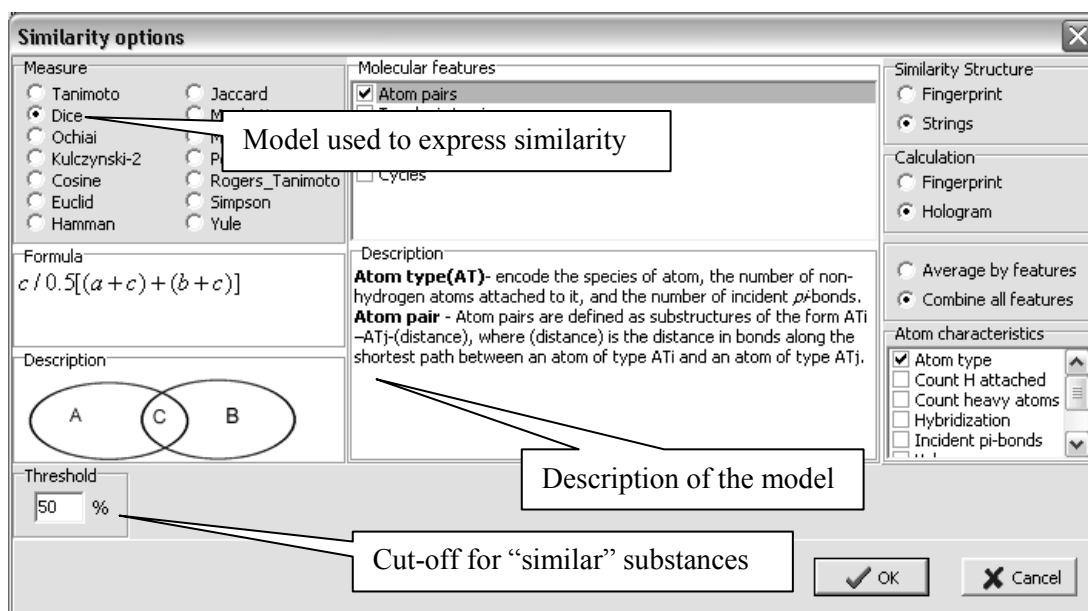 Similarity options
Measure
Tanimoto
Dice
Ochiai
Kulczynski-2
Cosine
Euclid
Hamman
Jaccard
Rogers_Tanimoto
Simpson
Yule
Model used to express similarity
Formula
c / 0.5[(a + c) + (b + c)]
Description
A
C
B
Threshold
50 %
Cut-off for “similar” substances
Molecular features
Atom pairs
Cycles
Description
Atom type(AT)- encode the species of atom, the number of non-
hydrogen atoms attached to it, and the number of incident pi-bonds.
Atom pair - Atom pairs are defined as substructures of the form ATi
–ATj-(distance), where (distance) is the distance in bonds along the
shortest path between an atom of type ATi and an atom of type ATj.
Description of the model
Similarity Structure
Fingerprint
Strings
Calculation
Fingerprint
Hologram
Average by features
Combine all features
Atom characteristics
Atom type
Count H attached
Count heavy atoms
Hybridization
Incident pi-bonds
OK
Cancel